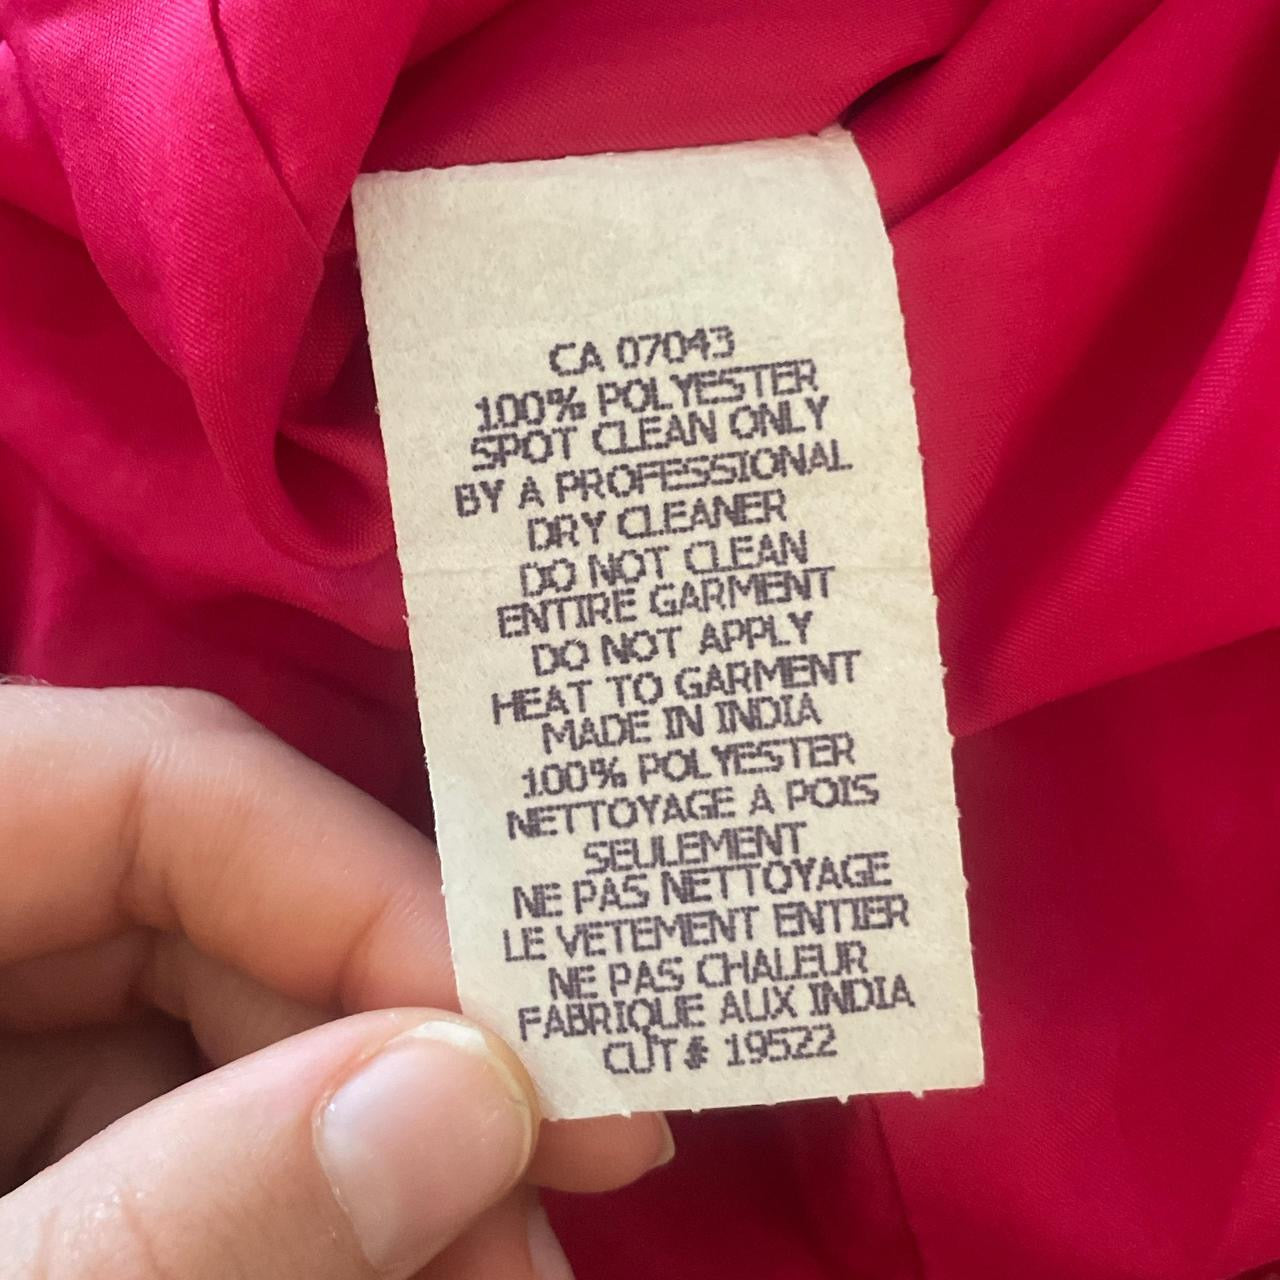 CA 07043
100% POLYESTER
SPOT CLEAN ONLY
BY A PROFESSIONAL
DRY CLEANER
DO NOT CLEAN
ENTIRE GARMENT
DO NOT APPLY
HEAT TO GARMENT
MADE IN INDIA
100% POLYESTER
NETTOYAGE A POIS
SEULEMENT
NE PAS NETTOYAGE
LE VETEMENT ENTIER
NE PAS CHALEUR
FABRIQUE AUX INDIA
CUT# 19522